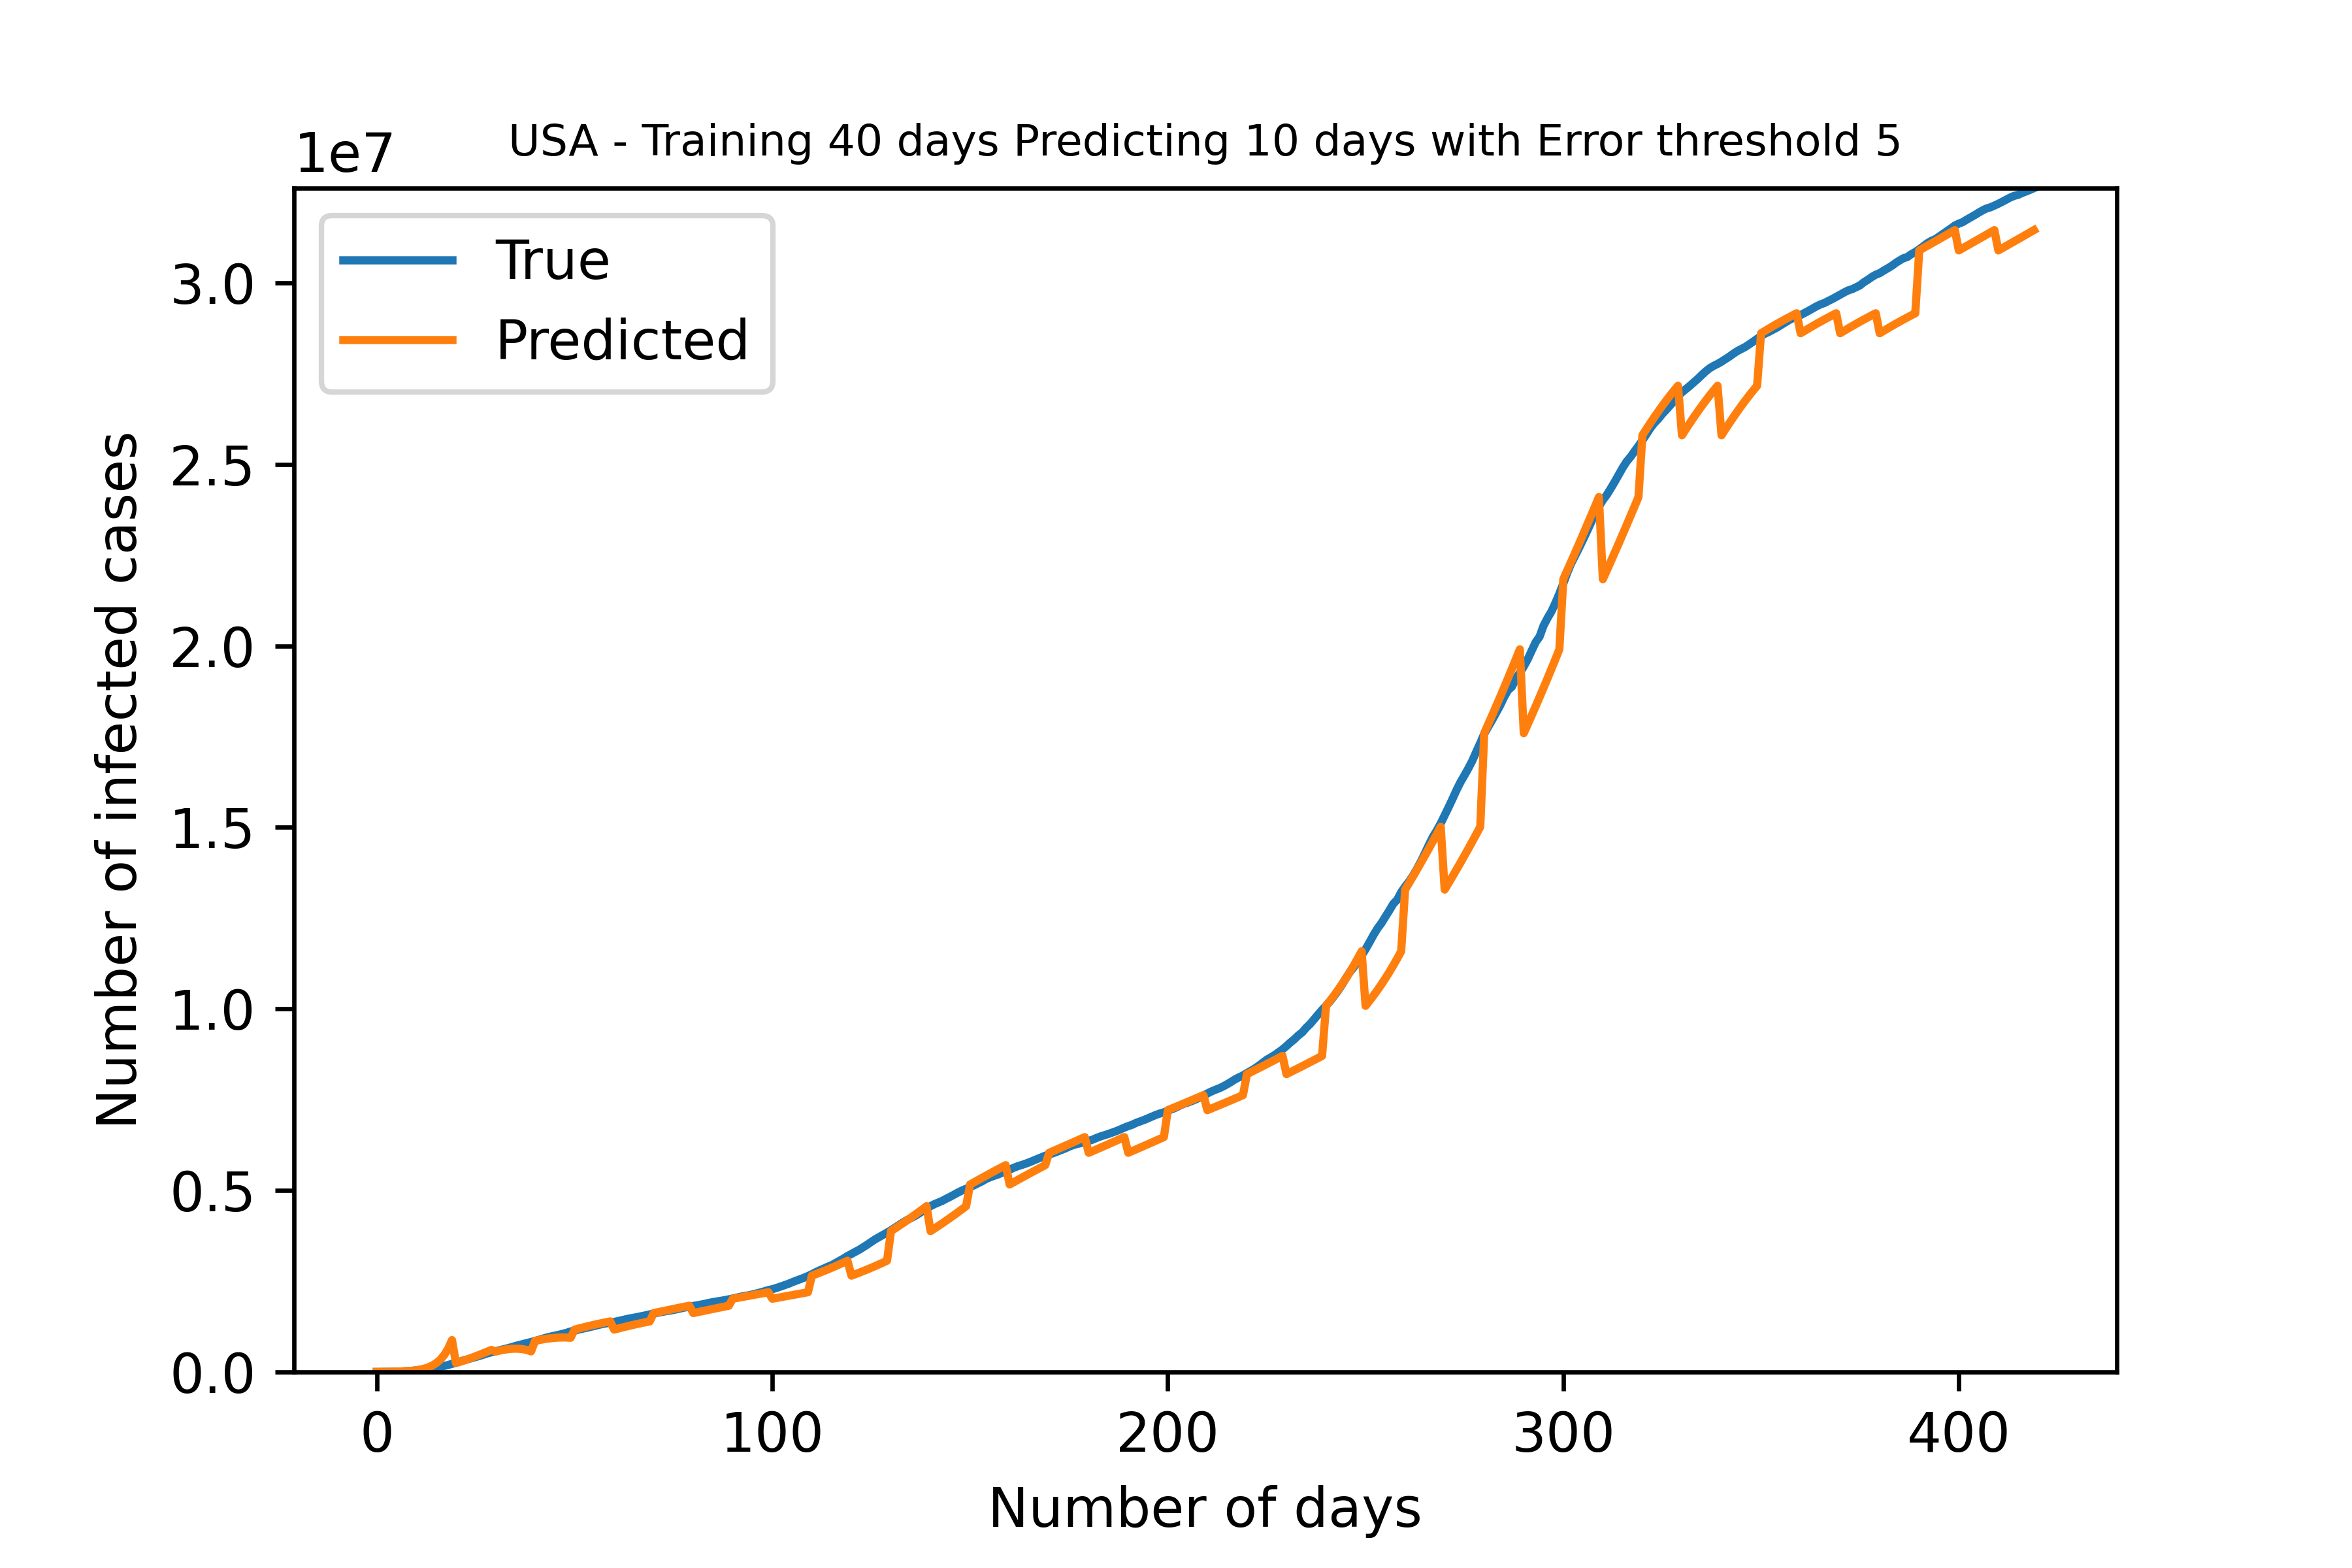 USA - Training 40 days Predicting 10 days with Error threshold 5
1e7
True
Predicted
3.0
2.5
2.0
1.5
1.0
0.5
0.0
Number of infected cases
0 100 200 300 400
Number of days